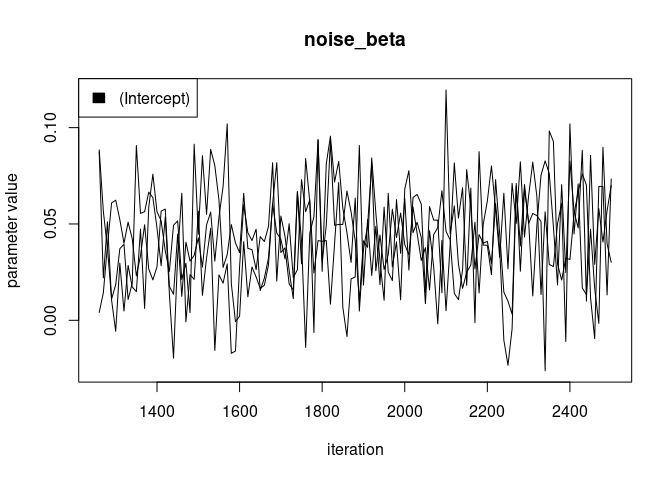 noise_beta
(Intercept)
parameter value
0.10
0.05
0.00
1400 1600 1800 2000 2200 2400
iteration